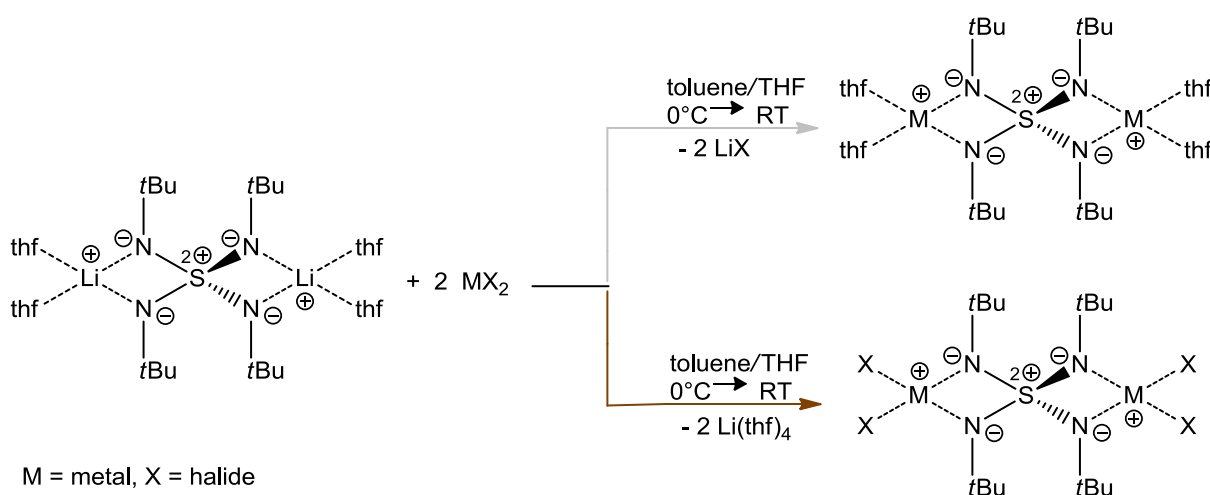 tBu
tBu
thf
thf
⊕
M
⊖
N
N
⊖
2⊕
S
N
⊖
N
⊖
M
⊕
thf
thf
tBu
tBu
toluene/THF
0°C → RT
- 2 LiX
tBu
tBu
thf
thf
⊕
Li
⊖
N
N
⊖
2⊕
S
N
⊖
N
⊖
Li
⊕
thf
thf
tBu
tBu
+ 2 MX₂
toluene/THF
0°C → RT
- 2 Li(thf)₄
tBu
tBu
X
X
⊕
M
⊖
N
N
⊖
2⊕
S
N
⊖
N
⊖
M
⊕
X
X
tBu
tBu
M = metal, X = halide